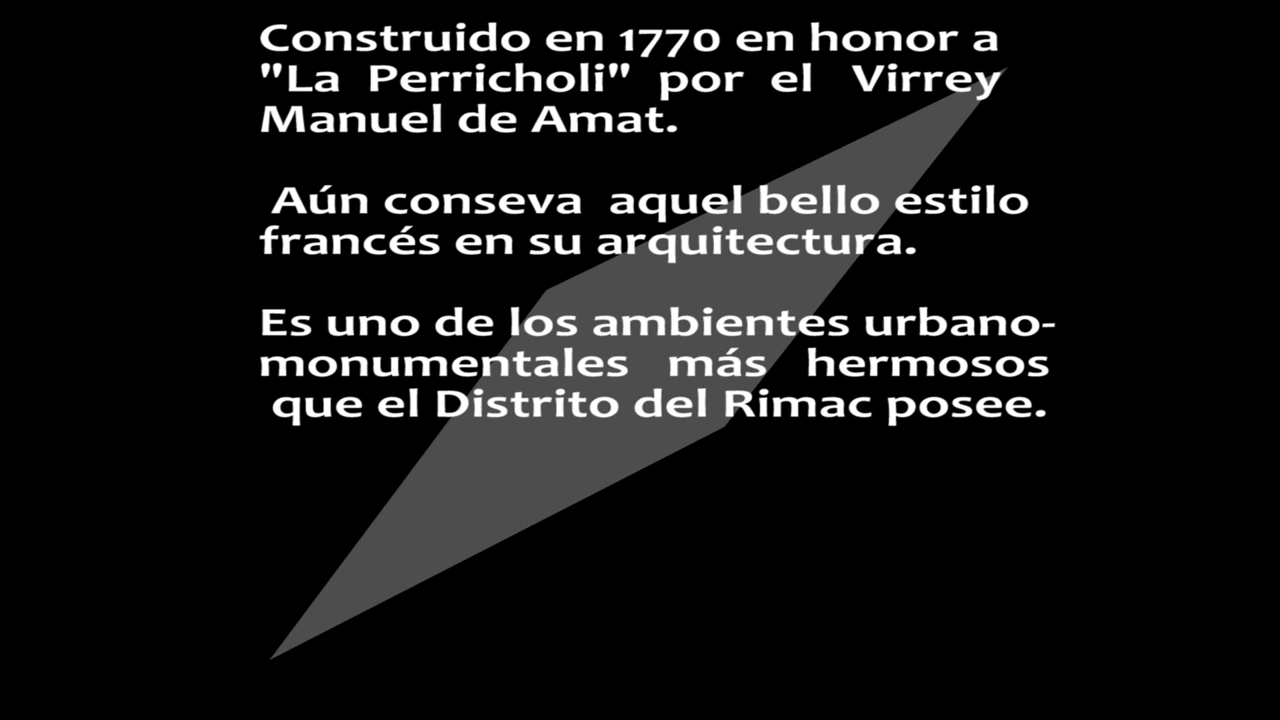 Construido en 1770 en honor a
"La Perricholi" por el Virrey
Manuel de Amat.
Aún conseva aquel bello estilo
francés en su arquitectura.
Es uno de los ambientes urbano-
monumentales más hermosos
que el Distrito del Rimac posee.